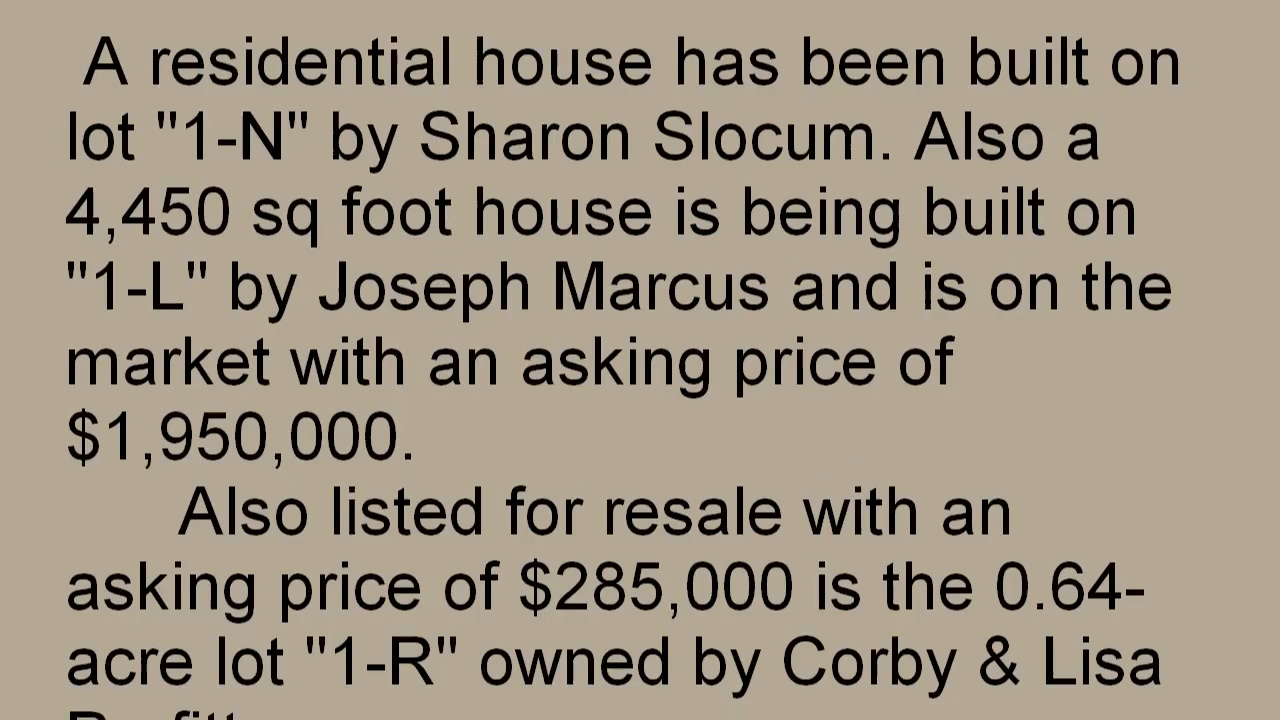 A residential house has been built on
lot "1-N" by Sharon Slocum. Also a
4,450 sq foot house is being built on
"1-L" by Joseph Marcus and is on the
market with an asking price of
$1,950,000.
Also listed for resale with an
asking price of $285,000 is the 0.64-
acre lot "1-R" owned by Corby & Lisa